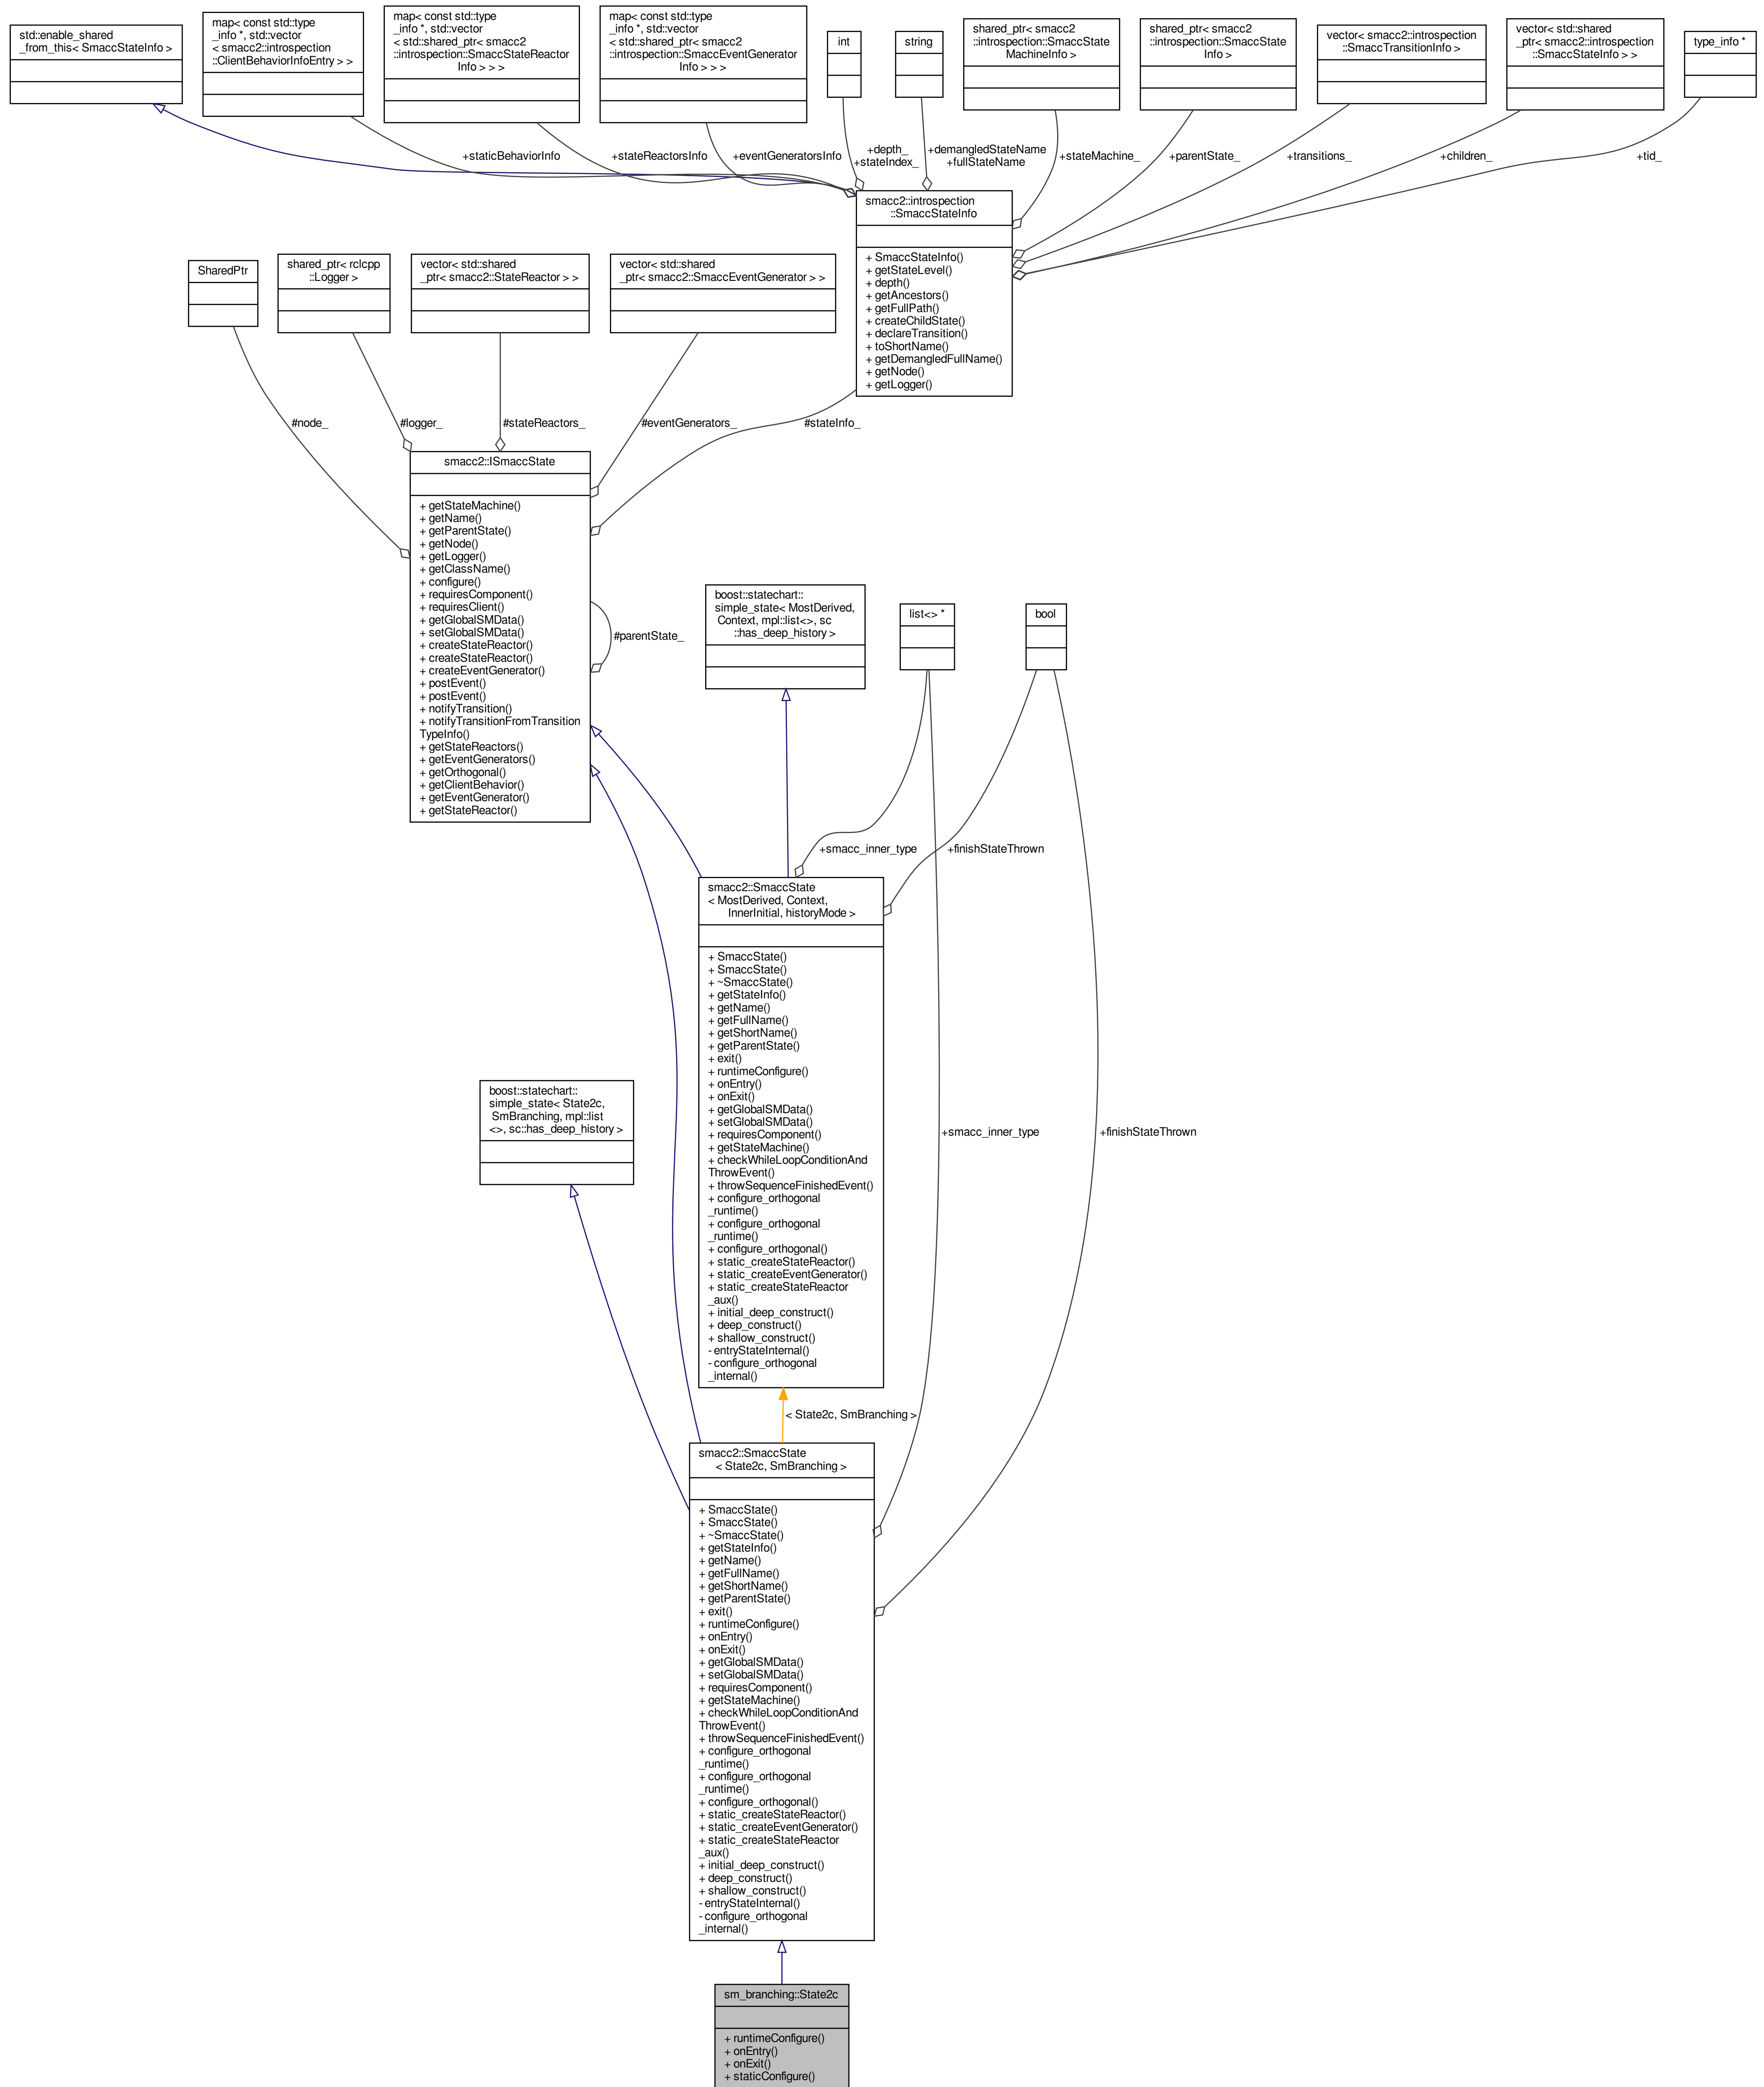 std::enable_shared
_from_this< SmaccStateInfo >
map< const std::type
_info *, std::vector
< smacc2::introspection
::ClientBehaviorInfoEntry > >
map< const std::type
_info *, std::vector
< std::shared_ptr< smacc2
::introspection::SmaccStateReactor
Info > > >
map< const std::type
_info *, std::vector
< std::shared_ptr< smacc2
::introspection::SmaccEventGenerator
Info > > >
int
string
shared_ptr< smacc2
::introspection::SmaccState
MachineInfo >
shared_ptr< smacc2
::introspection::SmaccState
Info >
vector< smacc2::introspection
::SmaccTransitionInfo >
vector< std::shared
_ptr< smacc2::introspection
::SmaccStateInfo > >
type_info *
+staticBehaviorInfo
+stateReactorsInfo
+eventGeneratorsInfo
+depth_
+stateIndex_
+demangledStateName
+fullStateName
+stateMachine_
+parentState_
+transitions_
+children_
+tid_
smacc2::introspection
::SmaccStateInfo
+ SmaccStateInfo()
+ getStateLevel()
+ depth()
+ getAncestors()
+ getFullPath()
+ createChildState()
+ declareTransition()
+ toShortName()
+ getDemangledFullName()
+ getNode()
+ getLogger()
SharedPtr
shared_ptr< rclcpp
::Logger >
vector< std::shared
_ptr< smacc2::StateReactor > >
vector< std::shared
_ptr< smacc2::SmaccEventGenerator > >
#node_
#logger_
#stateReactors_
#eventGenerators_
#stateInfo_
smacc2::ISmaccState
+ getStateMachine()
+ getName()
+ getParentState()
+ getNode()
+ getLogger()
+ getClassName()
+ configure()
+ requiresComponent()
+ requiresClient()
+ getGlobalSMData()
+ setGlobalSMData()
+ createStateReactor()
+ createStateReactor()
+ createEventGenerator()
+ postEvent()
+ postEvent()
+ notifyTransition()
+ notifyTransitionFromTransition
TypeInfo()
+ getStateReactors()
+ getEventGenerators()
+ getOrthogonal()
+ getClientBehavior()
+ getEventGenerator()
+ getStateReactor()
#parentState_
boost::statechart::
simple_state< MostDerived,
Context, mpl::list<>, sc
::has_deep_history >
list<> *
bool
+smacc_inner_type
+finishStateThrown
smacc2::SmaccState
< MostDerived, Context,
InnerInitial, historyMode >
+ SmaccState()
+ SmaccState()
+ ~SmaccState()
+ getStateInfo()
+ getName()
+ getFullName()
+ getShortName()
+ getParentState()
+ exit()
+ runtimeConfigure()
+ onEntry()
+ onExit()
+ getGlobalSMData()
+ setGlobalSMData()
+ requiresComponent()
+ getStateMachine()
+ checkWhileLoopConditionAnd
ThrowEvent()
+ throwSequenceFinishedEvent()
+ configure_orthogonal
_runtime()
+ configure_orthogonal
_runtime()
+ configure_orthogonal()
+ static_createStateReactor()
+ static_createEventGenerator()
+ static_createStateReactor
_aux()
+ initial_deep_construct()
+ deep_construct()
+ shallow_construct()
- entryStateInternal()
- configure_orthogonal
_internal()
boost::statechart::
simple_state< State2c,
SmBranching, mpl::list
<>, sc::has_deep_history >
+smacc_inner_type
+finishStateThrown
< State2c, SmBranching >
smacc2::SmaccState
< State2c, SmBranching >
+ SmaccState()
+ SmaccState()
+ ~SmaccState()
+ getStateInfo()
+ getName()
+ getFullName()
+ getShortName()
+ getParentState()
+ exit()
+ runtimeConfigure()
+ onEntry()
+ onExit()
+ getGlobalSMData()
+ setGlobalSMData()
+ requiresComponent()
+ getStateMachine()
+ checkWhileLoopConditionAnd
ThrowEvent()
+ throwSequenceFinishedEvent()
+ configure_orthogonal
_runtime()
+ configure_orthogonal
_runtime()
+ configure_orthogonal()
+ static_createStateReactor()
+ static_createEventGenerator()
+ static_createStateReactor
_aux()
+ initial_deep_construct()
+ deep_construct()
+ shallow_construct()
- entryStateInternal()
- configure_orthogonal
_internal()
sm_branching::State2c
+ runtimeConfigure()
+ onEntry()
+ onExit()
+ staticConfigure()